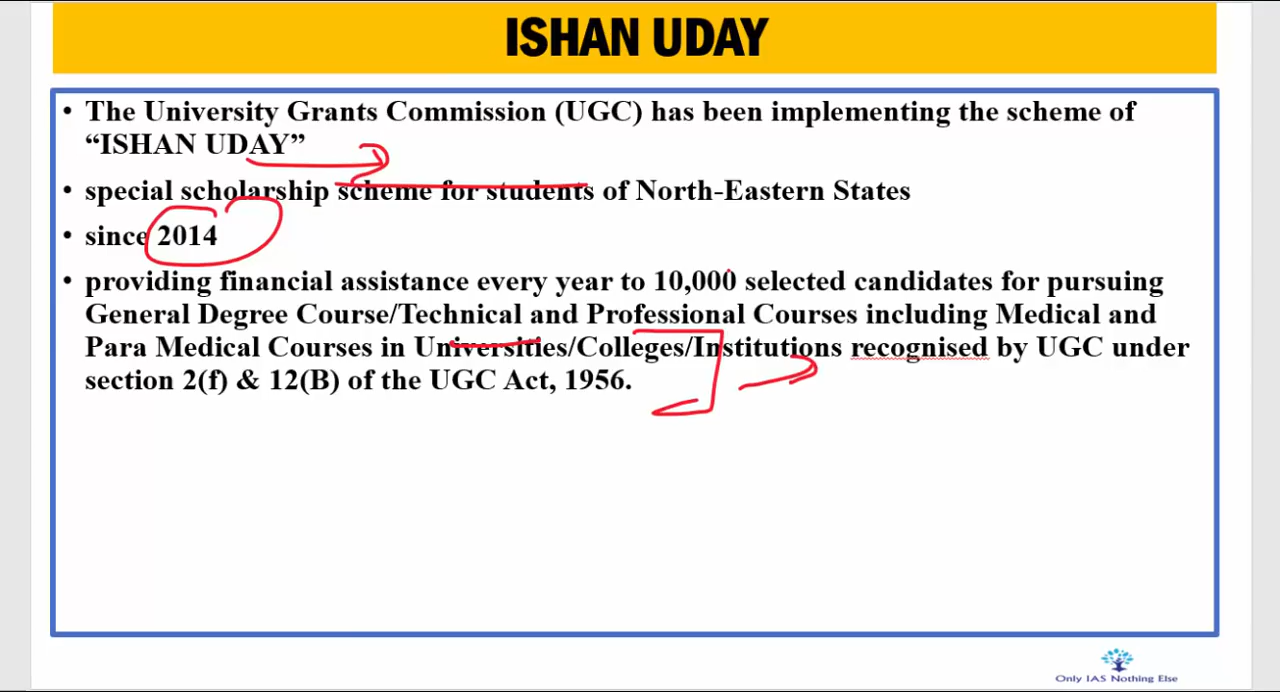 ISHAN UDAY
• The University Grants Commission (UGC) has been implementing the scheme of
“ISHAN UDAY”
• special scholarship scheme for students of North-Eastern States
• since 2014
• providing financial assistance every year to 10,000 selected candidates for pursuing
General Degree Course/Technical and Professional Courses including Medical and
Para Medical Courses in Universities/Colleges/Institutions recognised by UGC under
section 2(f) & 12(B) of the UGC Act, 1956.
Only IAS Nothing Else